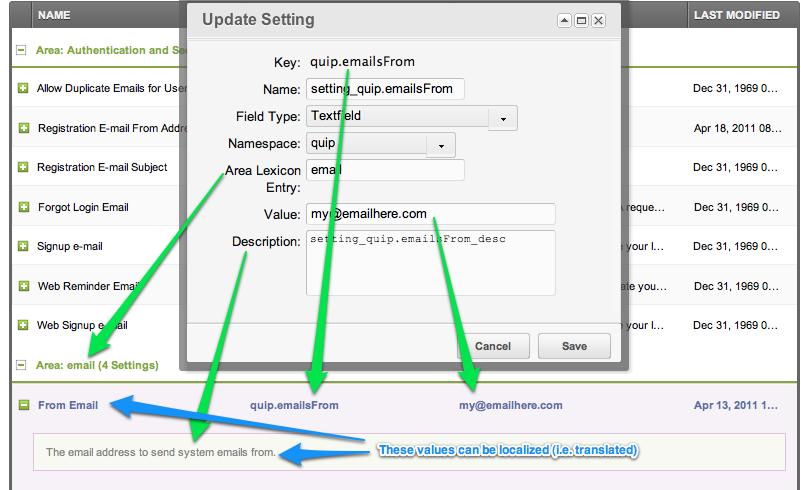 NAME
LAST MODIFIED
Update Setting
Area: Authentication and Se
Key: quip.emailsFrom
Name: setting_quip.emailsFrom
Allow Duplicate Emails for User
Dec 31, 1969 0...
Field Type: Textfield
Registration E-mail From Addre
Apr 18, 2011 08...
Namespace: quip
Registration E-mail Subject
Area Lexicon
Entry:
email
Dec 31, 1969 0...
Forgot Login Email
Value: my@emailhere.com
reque...
Dec 31, 1969 0...
Signup e-mail
Description: setting_quip.emailsFrom_desc
your l...
Dec 31, 1969 0...
Web Reminder Email
ate you...
Dec 31, 1969 0...
Web Signup e-mail
your l...
Dec 31, 1969 0...
Cancel
Save
Area: email (4 Settings)
From Email quip.emailsFrom my@emailhere.com Apr 13, 2011 1...
The email address to send system emails from.
These values can be localized (i.e. translated)